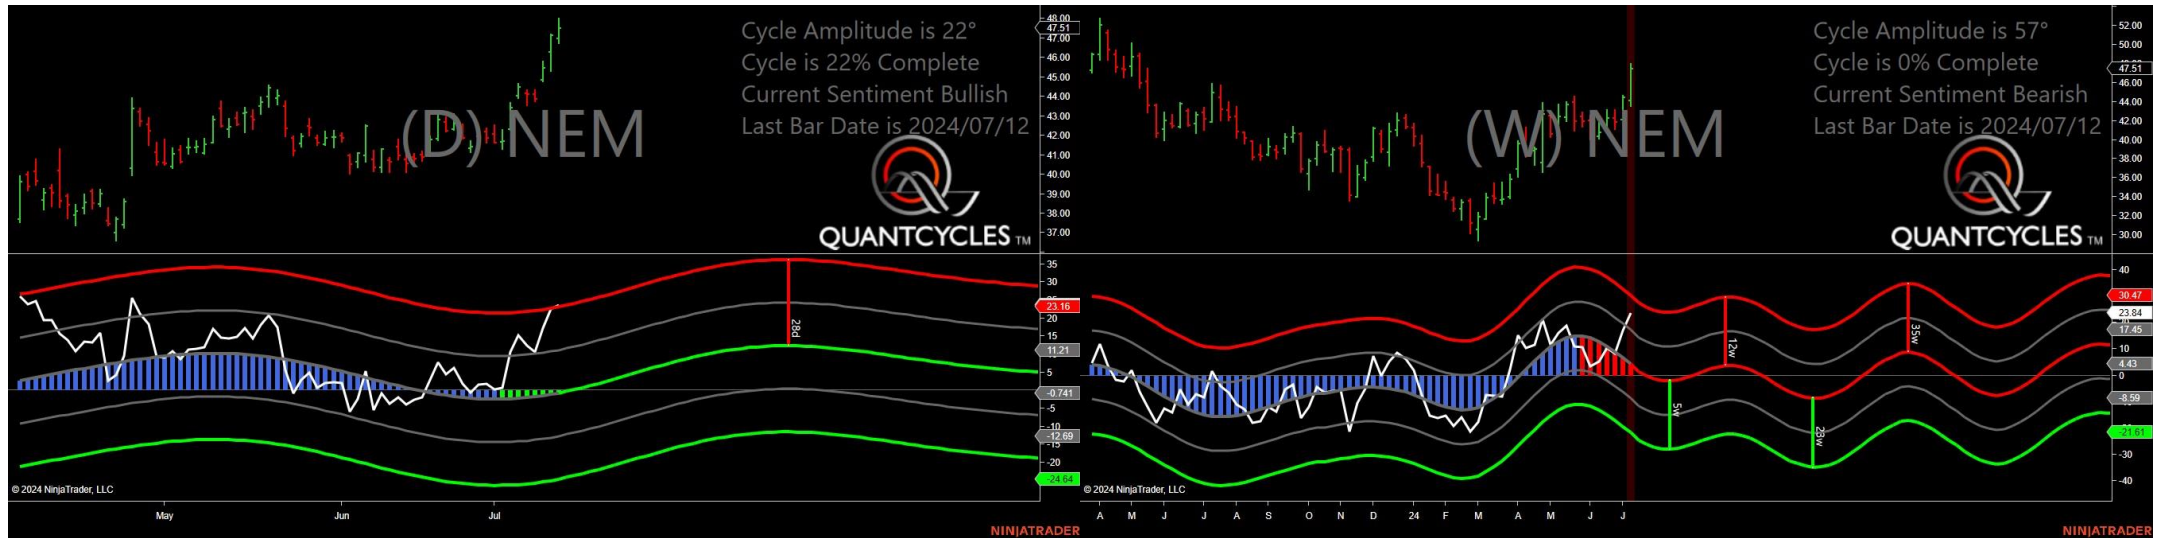 Cycle Amplitude is 22°
Cycle is 22% Complete
Current Sentiment Bullish
Last Bar Date is 2024/07/12
(D) NEM
QUANTCYCLES TM
48.00
47.51
47.00
46.00
45.00
44.00
43.00
42.00
41.00
40.00
39.00
38.00
37.00
35
30
23.16
20
15
11.21
5
-0.741
-5
-10
-12.69
-15
-20
-24.64
28d
© 2024 NinjaTrader, LLC
May Jun Jul
NINJATRADER
Cycle Amplitude is 57°
Cycle is 0% Complete
Current Sentiment Bearish
Last Bar Date is 2024/07/12
(W) NEM
QUANTCYCLES TM
52.00
50.00
47.51
46.00
44.00
42.00
40.00
38.00
36.00
34.00
32.00
30.00
40
30.47
23.84
17.45
10
4.43
0
-8.59
-21.61
-30
-40
5w
12w
23w
35w
© 2024 NinjaTrader, LLC
A M J J A S O N D 24 F M A M J J
NINJATRADER